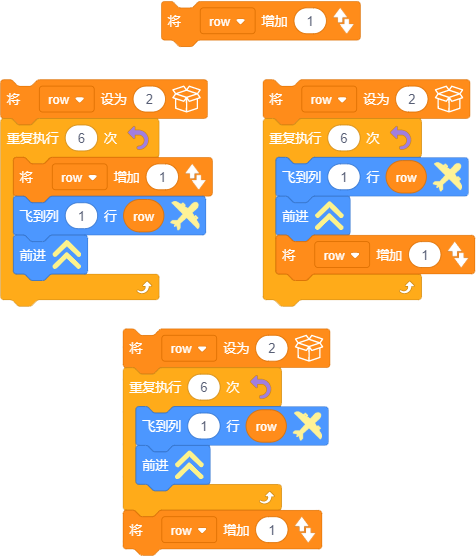 将 row 增加 1
将 row 设为 2
重复执行 6 次
将 row 增加 1
飞到列 1 行 row
前进
将 row 设为 2
重复执行 6 次
飞到列 1 行 row
前进
将 row 增加 1
将 row 设为 2
重复执行 6 次
飞到列 1 行 row
前进
将 row 增加 1